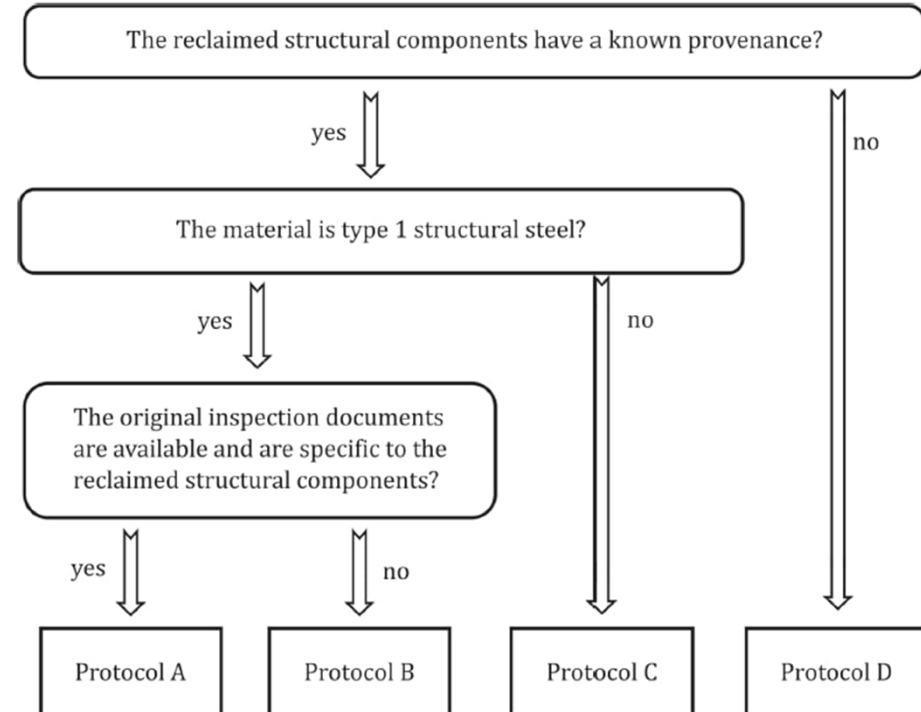 The reclaimed structural components have a known provenance?
yes
no
The material is type 1 structural steel?
yes
no
The original inspection documents
are available and are specific to the
reclaimed structural components?
yes
no
Protocol A
Protocol B
Protocol C
Protocol D